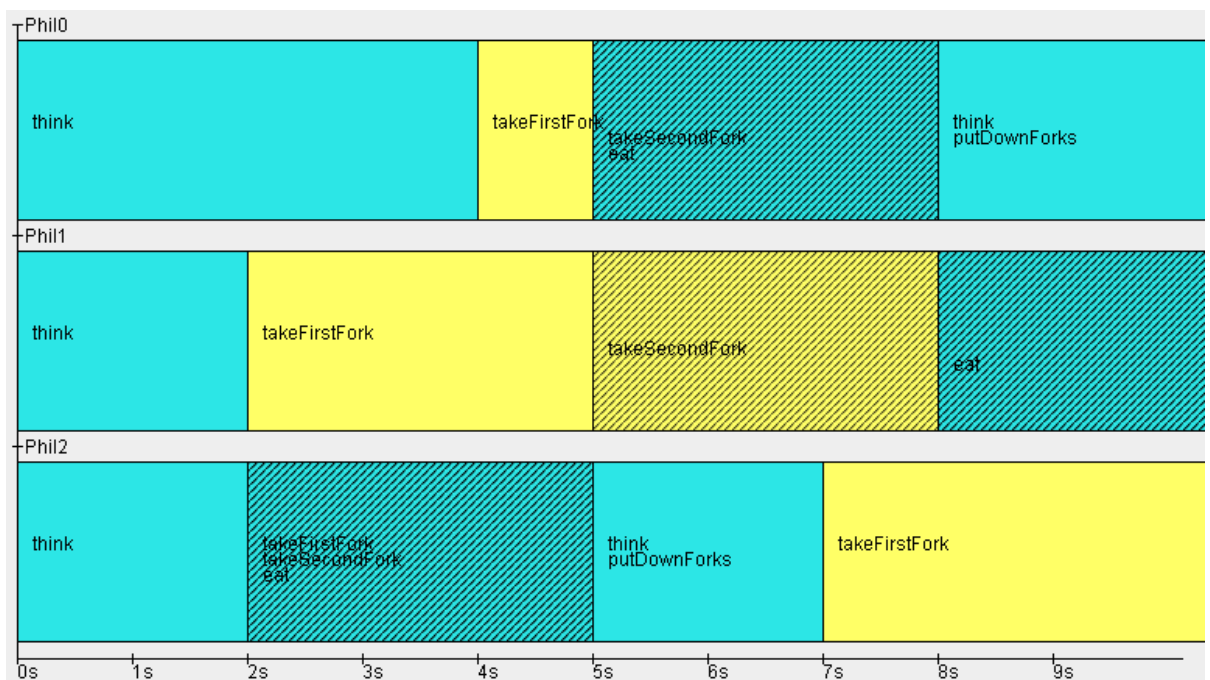 Phil0
think
takeFirstFork
takeSecondFork
eat
think
putDownForks
Phil1
think
takeFirstFork
takeSecondFork
eat
Phil2
think
takeFirstFork
takeSecondFork
eat
think
putDownForks
takeFirstFork
0s 1s 2s 3s 4s 5s 6s 7s 8s 9s